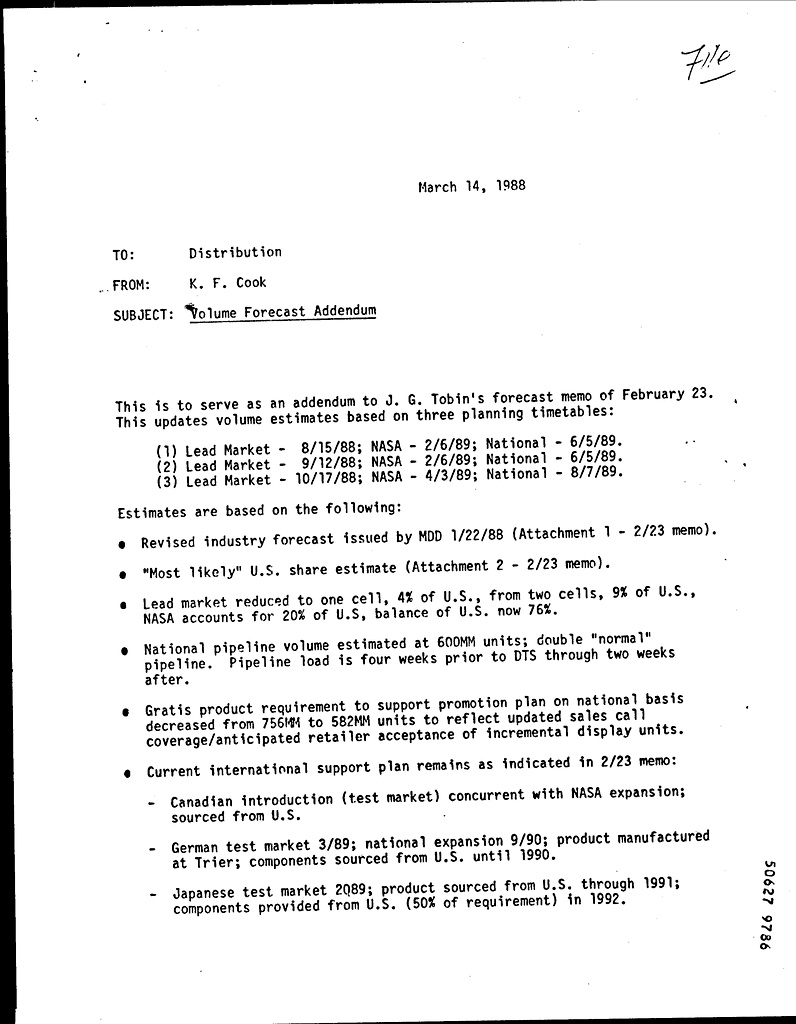 File
March 14, 1988
TO: Distribution
FROM: K. F. Cook
SUBJECT: Volume Forecast Addendum
This is to serve as an addendum to J. G. Tobin's forecast memo of February 23.
This updates volume estimates based on three planning timetables:
(1) Lead Market - 8/15/88; NASA - 2/6/89; National - 6/5/89.
(2) Lead Market - 9/12/88; NASA - 2/6/89; National - 6/5/89.
(3) Lead Market - 10/17/88; NASA - 4/3/89; National - 8/7/89.
Estimates are based on the following:
● Revised industry forecast issued by MDD 1/22/88 (Attachment 1 - 2/23 memo).
● "Most likely" U.S. share estimate (Attachment 2 - 2/23 memo).
● Lead market reduced to one cell, 4% of U.S., from two cells, 9% of U.S.,
NASA accounts for 20% of U.S, balance of U.S. now 76%.
● National pipeline volume estimated at 600MM units; double "normal"
pipeline. Pipeline load is four weeks prior to DTS through two weeks
after.
● Gratis product requirement to support promotion plan on national basis
decreased from 756MM to 582MM units to reflect updated sales call
coverage/anticipated retailer acceptance of incremental display units.
● Current international support plan remains as indicated in 2/23 memo:
- Canadian introduction (test market) concurrent with NASA expansion;
sourced from U.S.
- German test market 3/89; national expansion 9/90; product manufactured
at Trier; components sourced from U.S. until 1990.
- Japanese test market 2Q89; product sourced from U.S. through 1991;
components provided from U.S. (50% of requirement) in 1992.
50627 9786